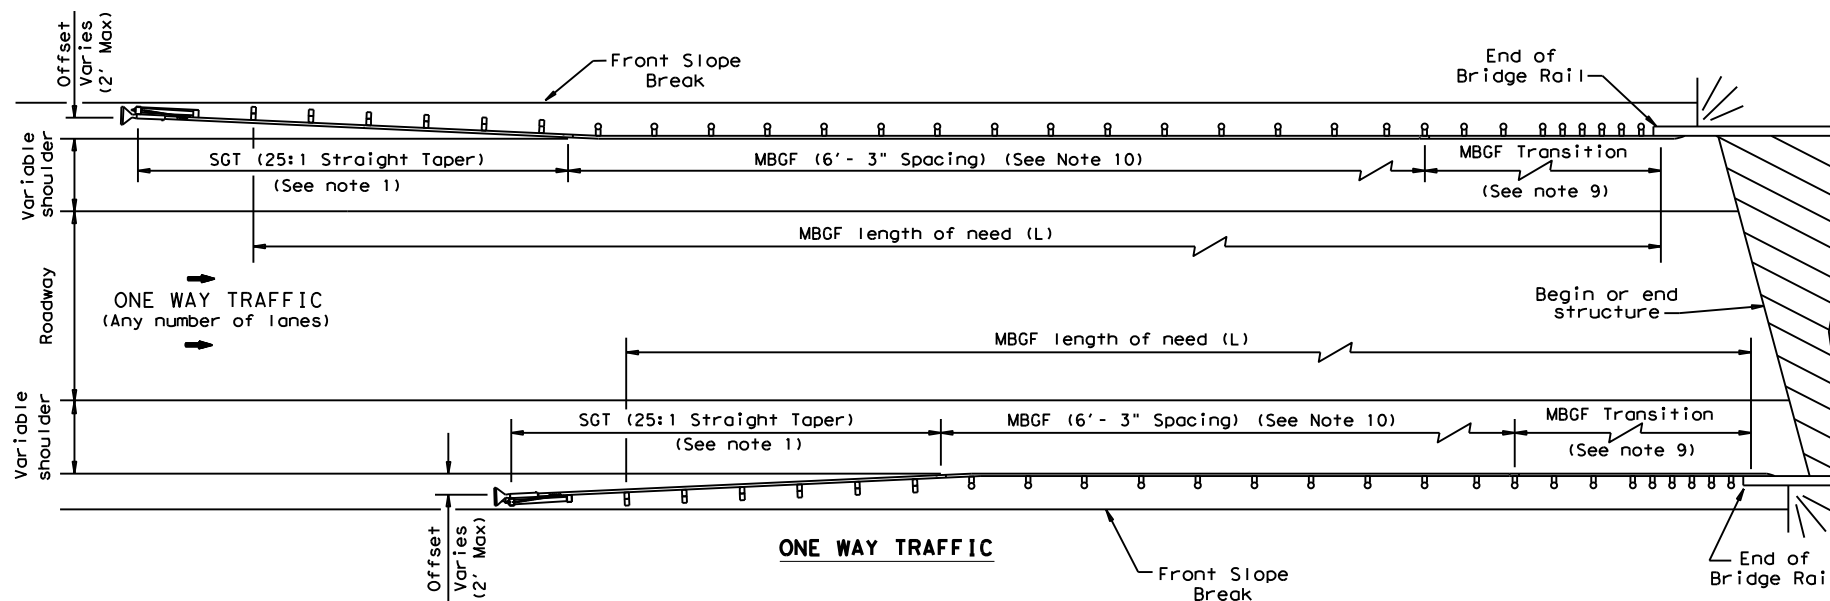 Offset
Varies
(2' Max)
Front Slope
Break
End of
Bridge Rail
Variable
shoulder
SGT (25:1 Straight Taper)
(See note 1)
MBGF (6'- 3" Spacing) (See Note 10)
MBGF Transition
(See note 9)
MBGF length of need (L)
Roadway
ONE WAY TRAFFIC
(Any number of lanes)
Begin or end
structure
MBGF length of need (L)
Variable
shoulder
SGT (25:1 Straight Taper)
(See note 1)
MBGF (6'- 3" Spacing) (See Note 10)
MBGF Transition
(See note 9)
Offset
Varies
(2' Max)
ONE WAY TRAFFIC
Front Slope
Break
End of
Bridge Rai